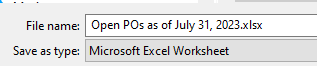 File name: Open POs as of July 31, 2023.xlsx
Save as type: Microsoft Excel Worksheet